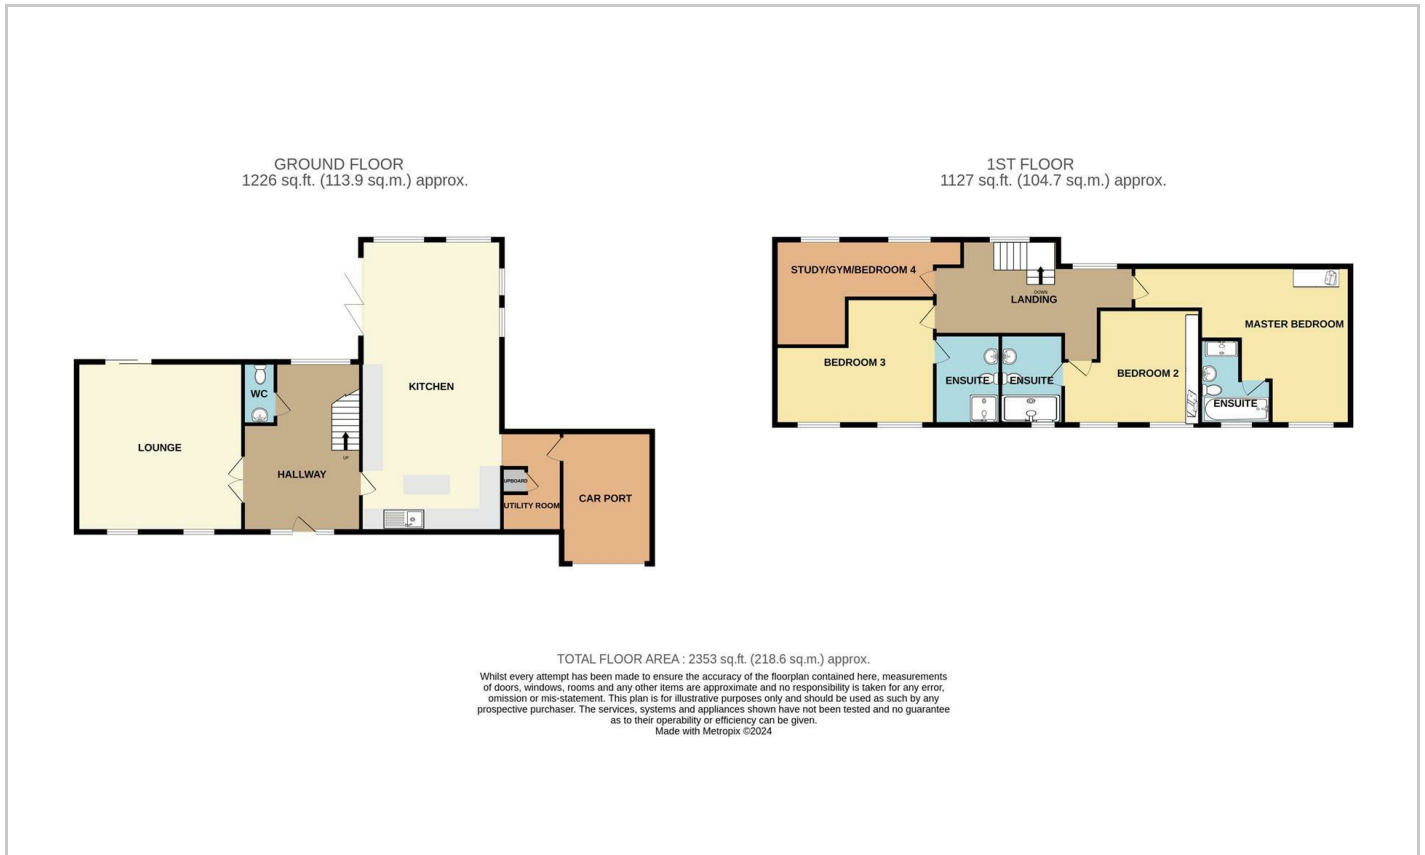 GROUND FLOOR
1226 sq.ft. (113.9 sq.m.) approx.
1ST FLOOR
1127 sq.ft. (104.7 sq.m.) approx.
KITCHEN
WC
LOUNGE
HALLWAY
UP
UPBOARD
UTILITY ROOM
CAR PORT
STUDY/GYM/BEDROOM 4
DOWN
LANDING
MASTER BEDROOM
BEDROOM 3
BEDROOM 2
ENSUITE
ENSUITE
ENSUITE
TOTAL FLOOR AREA : 2353 sq.ft. (218.6 sq.m.) approx.
Whilst every attempt has been made to ensure the accuracy of the floorplan contained here, measurements
of doors, windows, rooms and any other items are approximate and no responsibility is taken for any error,
omission or mis-statement. This plan is for illustrative purposes only and should be used as such by any
prospective purchaser. The services, systems and appliances shown have not been tested and no guarantee
as to their operability or efficiency can be given.
Made with Metropix ©2024